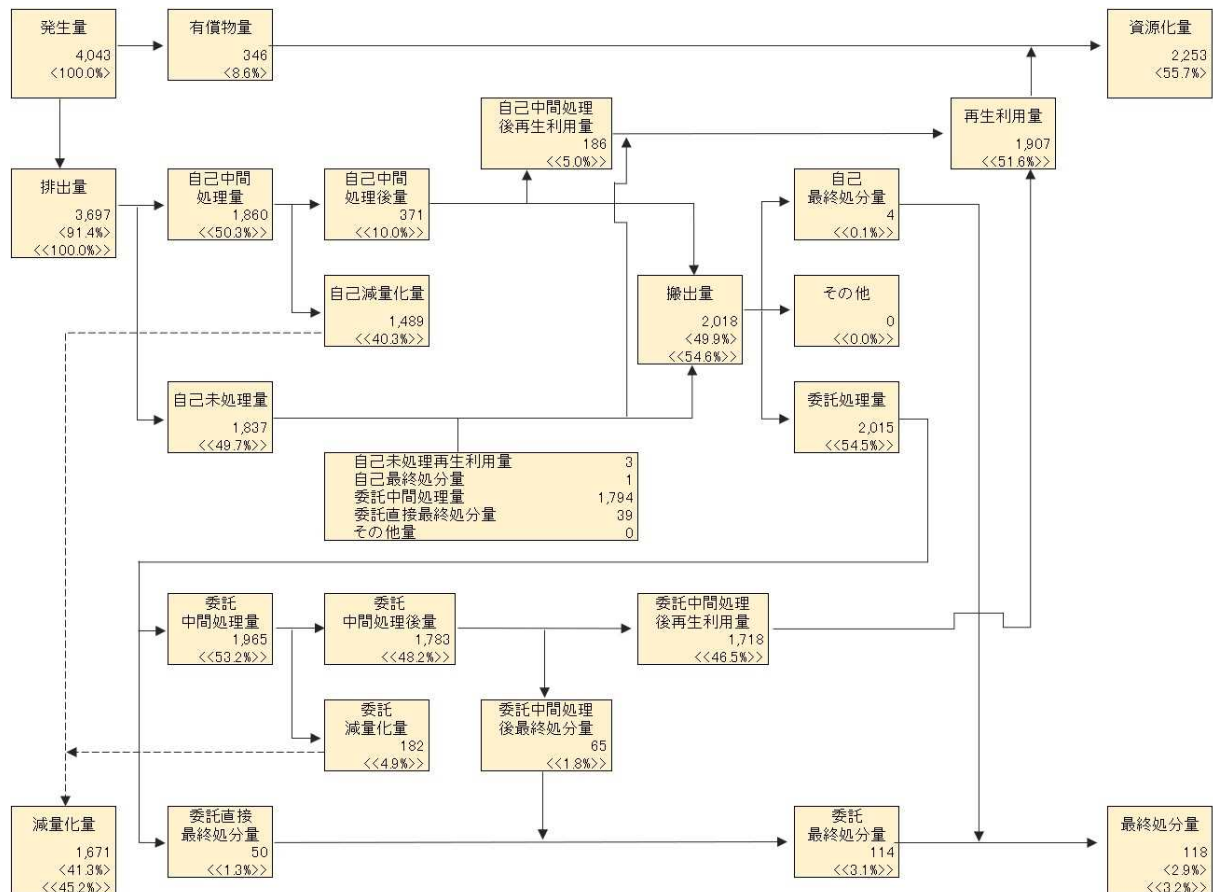 発生量
4,043
<100.0%>
有償物量
346
<8.6%>
資源化量
2,253
<55.7%>
自己中間処理
後再生利用量
186
<<5.0%>>
再生利用量
1,907
<<51.6%>>
排出量
3,697
<91.4%>
<<100.0%>>
自己中間
処理量
1,860
<<50.3%>>
自己中間
処理後量
371
<<10.0%>>
自己
最終処分量
4
<<0.1%>>
自己減量化量
1,489
<<40.3%>>
搬出量
2,018
<49.9%>
<<54.6%>>
その他
0
<<0.0%>>
自己未処理量
1,837
<<49.7%>>
委託処理量
2,015
<<54.5%>>
自己未処理再生利用量 3
自己最終処分量 1
委託中間処理量 1,794
委託直接最終処分量 39
その他量 0
委託
中間処理量
1,965
<<53.2%>>
委託
中間処理後量
1,783
<<48.2%>>
委託中間処理
後再生利用量
1,718
<<46.5%>>
委託
減量化量
182
<<4.9%>>
委託中間処理
後最終処分量
65
<<1.8%>>
減量化量
1,671
<41.3%>
<<45.2%>>
委託直接
最終処分量
50
<<1.3%>>
委託
最終処分量
114
<<3.1%>>
最終処分量
118
<2.9%>
<<3.2%>>